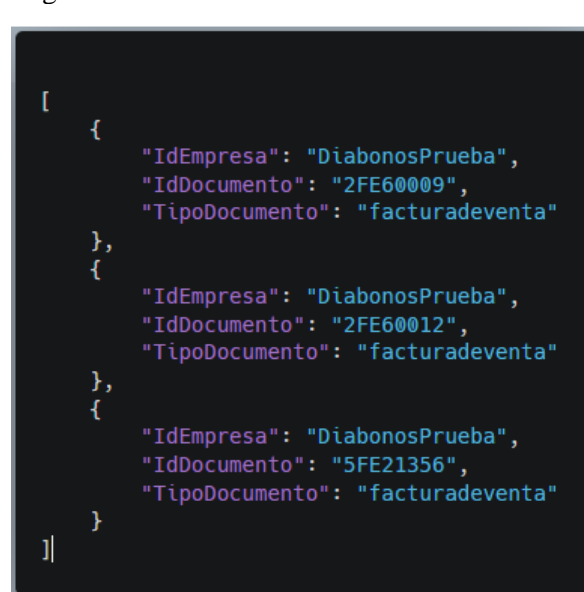 [
    {
        "IdEmpresa": "DiabonosPrueba",
        "IdDocumento": "2FE60009",
        "TipoDocumento": "facturadeventa"
    },
    {
        "IdEmpresa": "DiabonosPrueba",
        "IdDocumento": "2FE60012",
        "TipoDocumento": "facturadeventa"
    },
    {
        "IdEmpresa": "DiabonosPrueba",
        "IdDocumento": "5FE21356",
        "TipoDocumento": "facturadeventa"
    }
]